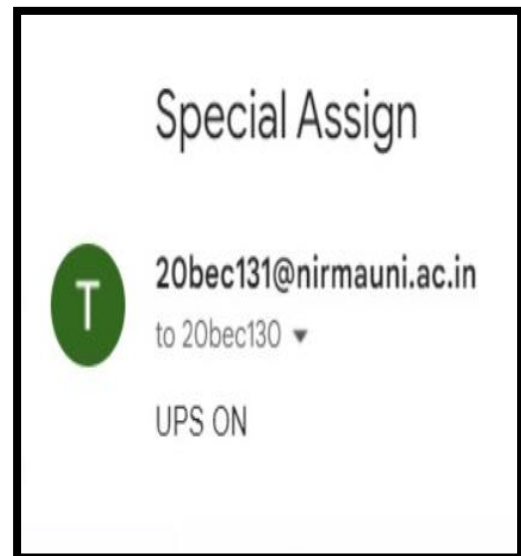 Special Assign
T
20bec131@nirmauni.ac.in
to 20bec130
UPS ON